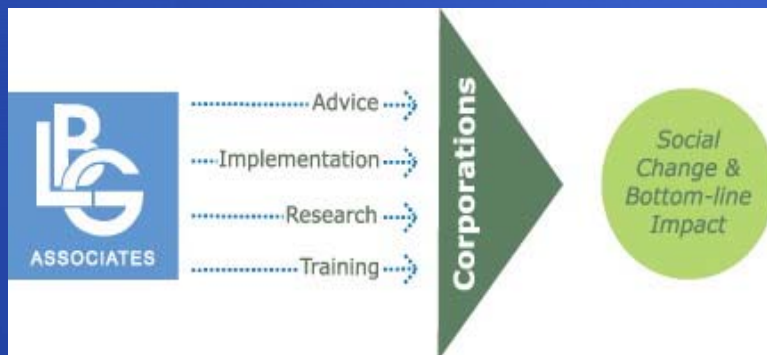 LBG
ASSOCIATES
Advice
Implementation
Research
Training
Corporations
Social
Change &
Bottom-line
Impact